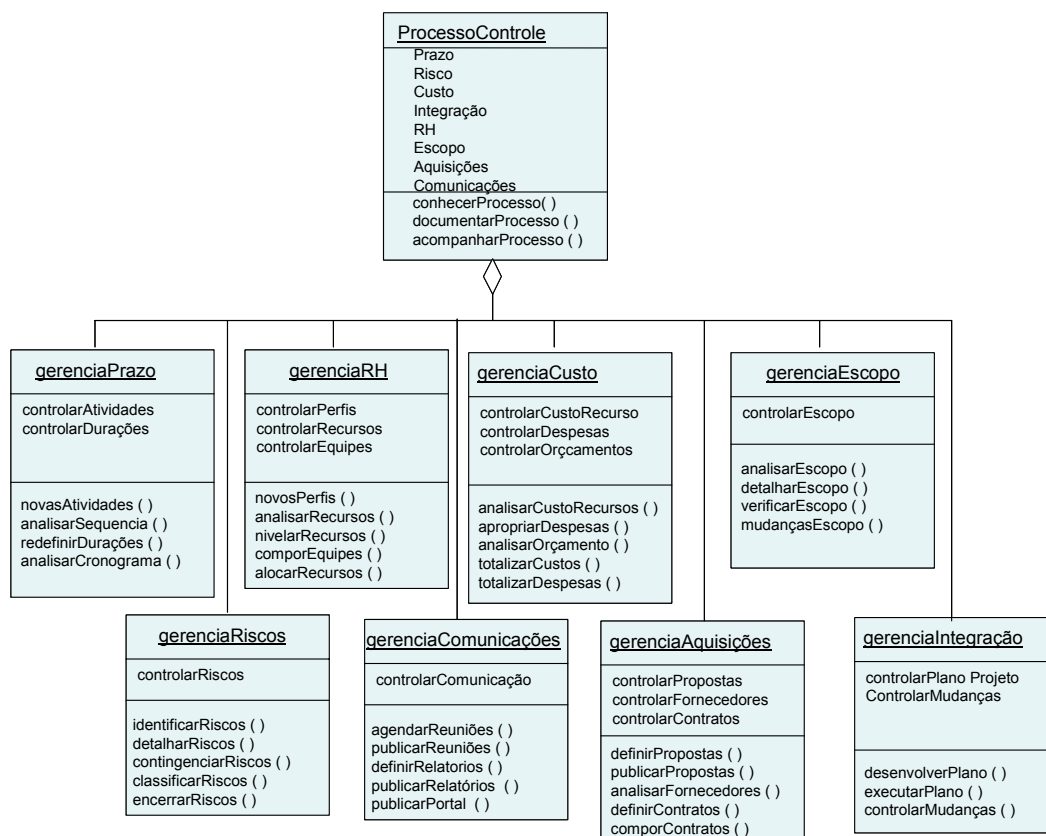 ProcessoControle
Prazo
Risco
Custo
Integração
RH
Escopo
Aquisições
Comunicações
conhecerProcesso( )
documentarProcesso ( )
acompanharProcesso ( )
gerenciaPrazo
controlarAtividades
controlarDurações
novasAtividades ( )
analisarSequencia ( )
redefinirDurações ( )
analisarCronograma ( )
gerenciaRH
controlarPerfis
controlarRecursos
controlarEquipes
novosPerfis ( )
analisarRecursos ( )
nivelarRecursos ( )
comporEquipes ( )
alocarRecursos ( )
gerenciaCusto
controlarCustoRecurso
controlarDespesas
controlarOrçcamentos
analisarCustoRecursos ( )
apropriarDespesas ( )
analisarOrçamento ( )
totalizarCustos ( )
totalizarDespesas ( )
gerenciaEscopo
controlarEscopo
analisarEscopo ( )
detalharEscopo ( )
verificarEscopo ( )
mudançasEscopo ( )
gerenciaRiscos
controlarRiscos
identificarRiscos ( )
detalharRiscos ( )
contingenciarRiscos ( )
classificarRiscos ( )
encerrarRiscos ( )
gerenciaComunicações
controlarComunicação
agendarReuniões ( )
publicarReuniões ( )
definirRelatorios ( )
publicarRelatórios ( )
publicarPortal ( )
gerenciaAquisições
controlarPropostas
controlarFornecedores
controlarContratos
definirPropostas ( )
publicarPropostas ( )
analisarFornecedores ( )
definirContratos ( )
comporContratos ( )
gerenciaIntegração
controlarPlano Projeto
ControlarMudanças
desenvolverPlano ( )
executarPlano ( )
controlarMudanças ( )